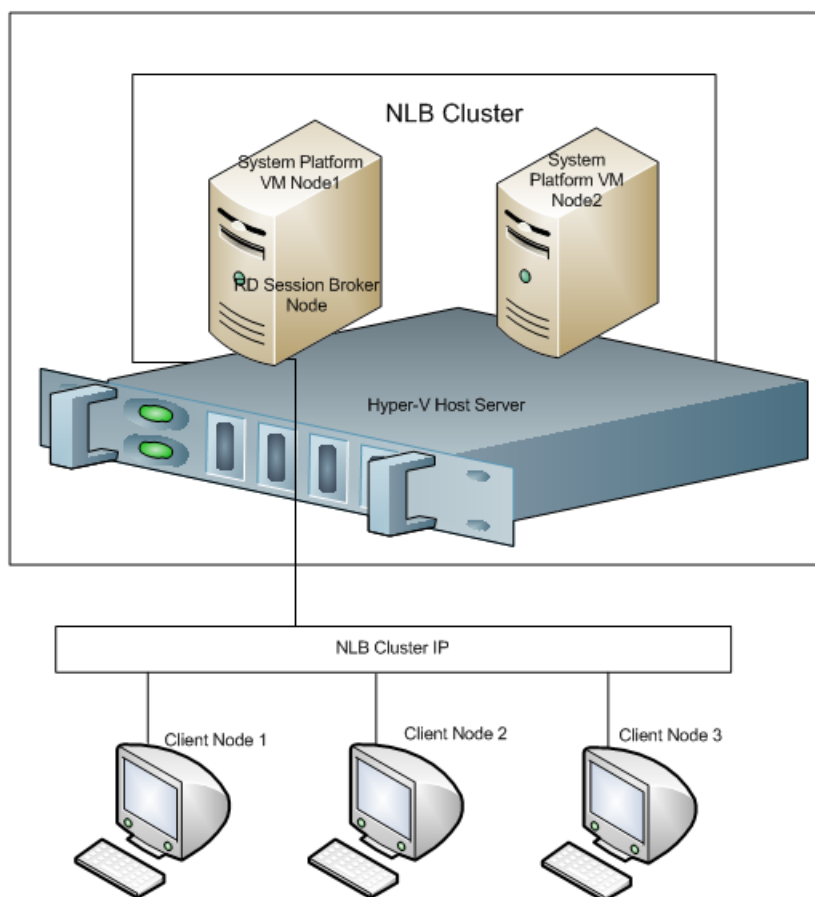 NLB Cluster
System Platform
VM Node1
System
Platform VM
Node2
RD Session Broker
Node
Hyper-V Host Server
NLB Cluster IP
Client Node 1
Client Node 2
Client Node 3